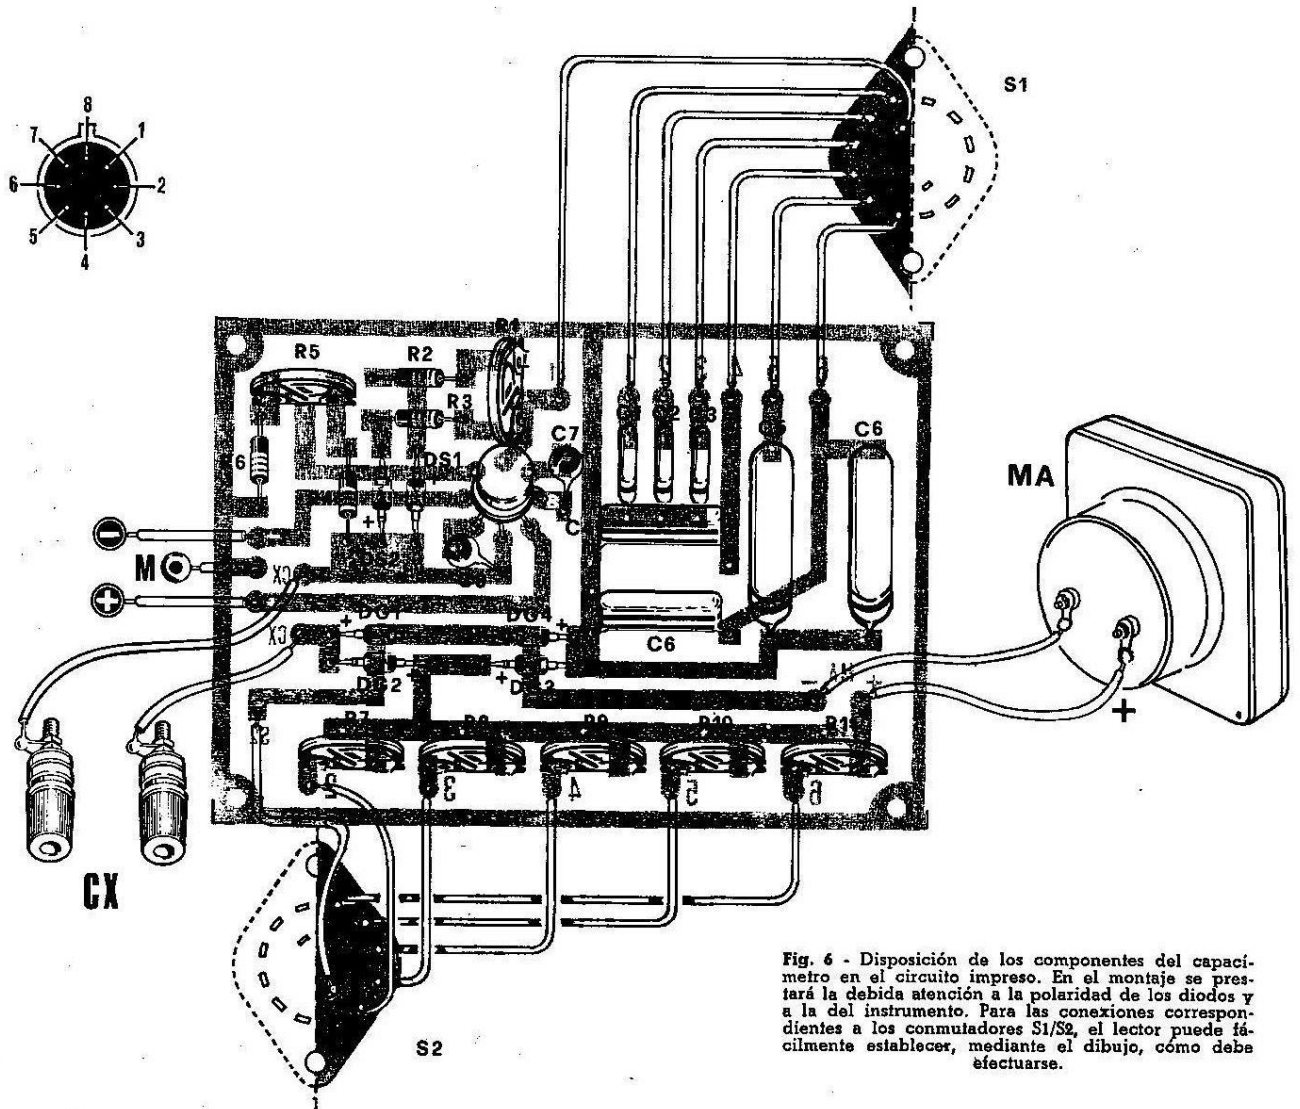 S1
8
7
1
6
2
5
3
4
R1
R5
R2
R3
C7
DS1
6
C6
MA
M
CX
DG1
DG4
C6
CX
DG2
DG3
MA
- +
+
S2
R7
R8
R9
R10
R11
2
3
4
5
6
CX
S2
Fig. 6 - Disposición de los componentes del capací-
metro en el circuito impreso. En el montaje se pres-
tará la debida atención a la polaridad de los diodos y
a la del instrumento. Para las conexiones correspon-
dientes a los conmutadores S1/S2, el lector puede fá-
cilmente establecer, mediante el dibujo, cómo debe
efectuarse.